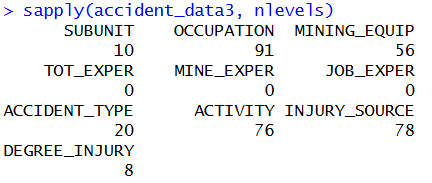 > sapply(accident_data3, nlevels)
SUBUNIT OCCUPATION MINING_EQUIP
10 91 56
TOT_EXPER MINE_EXPER JOB_EXPER
0 0 0
ACCIDENT_TYPE ACTIVITY INJURY_SOURCE
20 76 78
DEGREE_INJURY
8